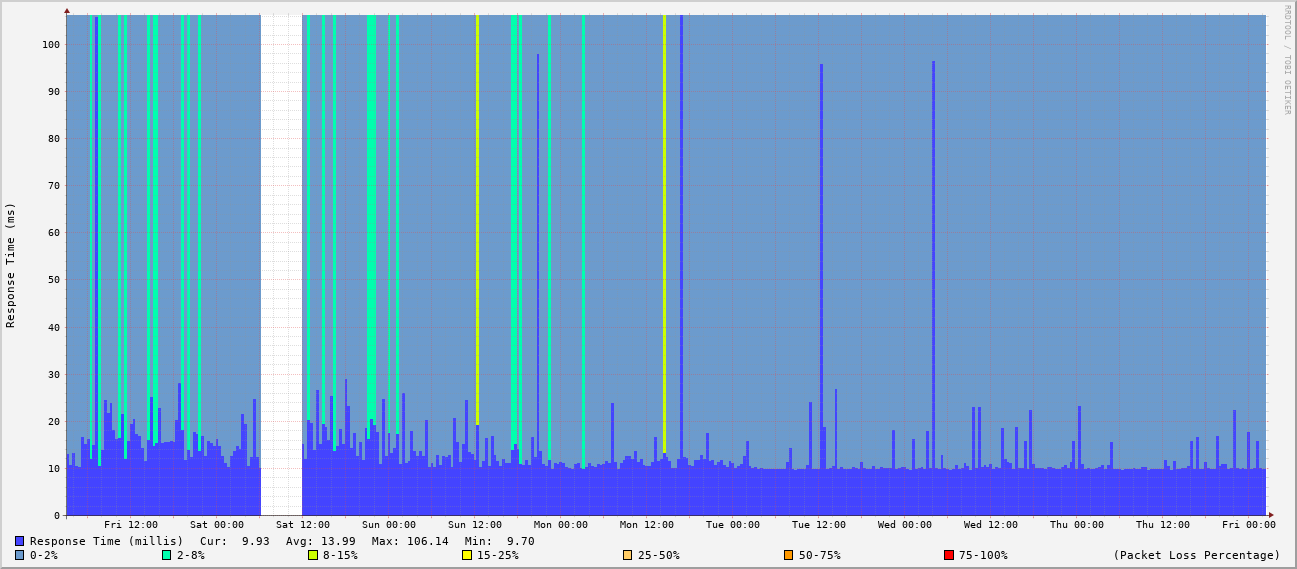 RRDTOOL / TOBI OETIKER
Response Time (ms)
100
90
80
70
60
50
40
30
20
10
0
Fri 12:00 Sat 00:00 Sat 12:00 Sun 00:00 Sun 12:00 Mon 00:00 Mon 12:00 Tue 00:00 Tue 12:00 Wed 00:00 Wed 12:00 Thu 00:00 Thu 12:00 Fri 00:00
Response Time (millis) Cur: 9.93 Avg: 13.99 Max: 106.14 Min: 9.70
0-2% 2-8% 8-15% 15-25% 25-50% 50-75% 75-100% (Packet Loss Percentage)